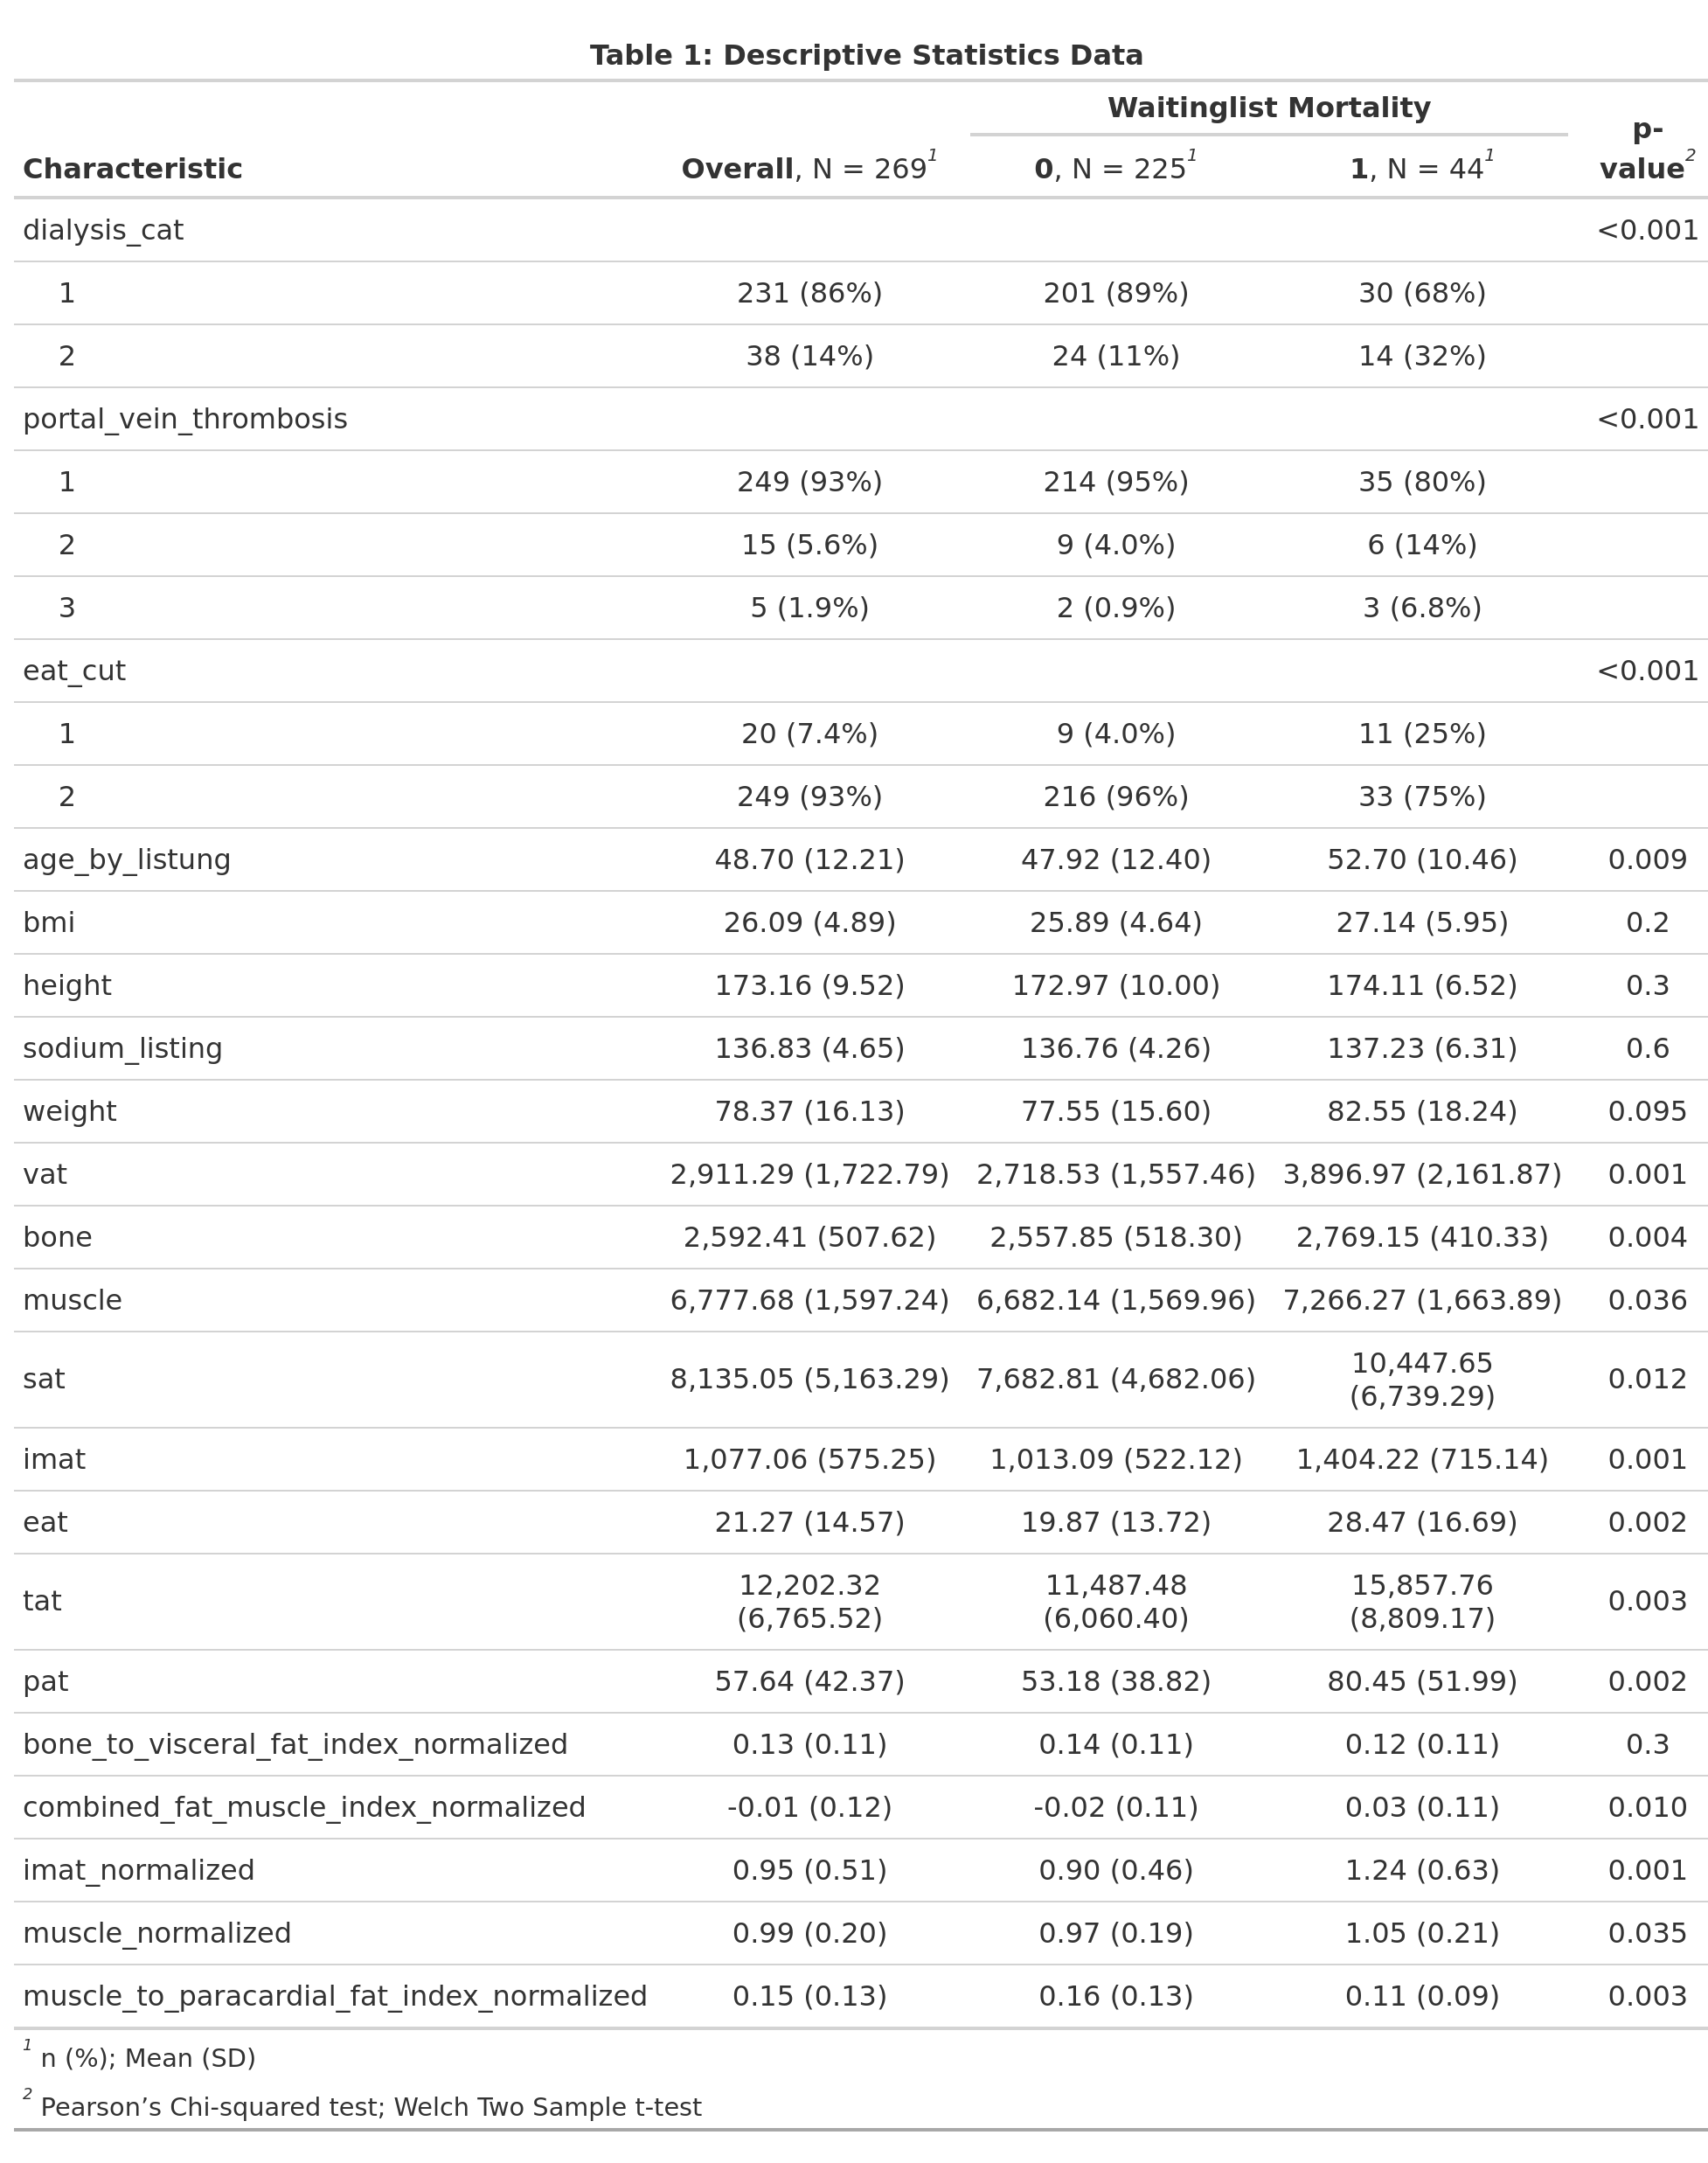 Table 1: Descriptive Statistics Data
Waitinglist Mortality
Characteristic Overall, N = 269¹ 0, N = 225¹ 1, N = 44¹ p-value²
dialysis_cat <0.001
1 231 (86%) 201 (89%) 30 (68%)
2 38 (14%) 24 (11%) 14 (32%)
portal_vein_thrombosis <0.001
1 249 (93%) 214 (95%) 35 (80%)
2 15 (5.6%) 9 (4.0%) 6 (14%)
3 5 (1.9%) 2 (0.9%) 3 (6.8%)
eat_cut <0.001
1 20 (7.4%) 9 (4.0%) 11 (25%)
2 249 (93%) 216 (96%) 33 (75%)
age_by_listung 48.70 (12.21) 47.92 (12.40) 52.70 (10.46) 0.009
bmi 26.09 (4.89) 25.89 (4.64) 27.14 (5.95) 0.2
height 173.16 (9.52) 172.97 (10.00) 174.11 (6.52) 0.3
sodium_listing 136.83 (4.65) 136.76 (4.26) 137.23 (6.31) 0.6
weight 78.37 (16.13) 77.55 (15.60) 82.55 (18.24) 0.095
vat 2,911.29 (1,722.79) 2,718.53 (1,557.46) 3,896.97 (2,161.87) 0.001
bone 2,592.41 (507.62) 2,557.85 (518.30) 2,769.15 (410.33) 0.004
muscle 6,777.68 (1,597.24) 6,682.14 (1,569.96) 7,266.27 (1,663.89) 0.036
sat 8,135.05 (5,163.29) 7,682.81 (4,682.06) 10,447.65 (6,739.29) 0.012
imat 1,077.06 (575.25) 1,013.09 (522.12) 1,404.22 (715.14) 0.001
eat 21.27 (14.57) 19.87 (13.72) 28.47 (16.69) 0.002
tat 12,202.32 (6,765.52) 11,487.48 (6,060.40) 15,857.76 (8,809.17) 0.003
pat 57.64 (42.37) 53.18 (38.82) 80.45 (51.99) 0.002
bone_to_visceral_fat_index_normalized 0.13 (0.11) 0.14 (0.11) 0.12 (0.11) 0.3
combined_fat_muscle_index_normalized -0.01 (0.12) -0.02 (0.11) 0.03 (0.11) 0.010
imat_normalized 0.95 (0.51) 0.90 (0.46) 1.24 (0.63) 0.001
muscle_normalized 0.99 (0.20) 0.97 (0.19) 1.05 (0.21) 0.035
muscle_to_paracardial_fat_index_normalized 0.15 (0.13) 0.16 (0.13) 0.11 (0.09) 0.003
¹ n (%); Mean (SD)
² Pearson’s Chi-squared test; Welch Two Sample t-test